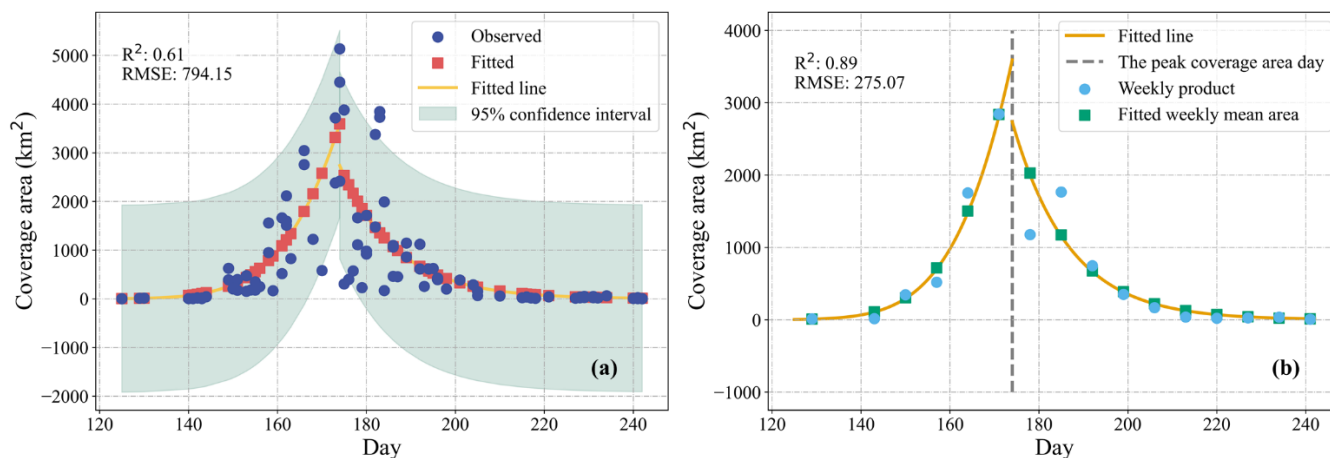 R²: 0.61
RMSE: 794.15
Observed
Fitted
Fitted line
95% confidence interval
Coverage area (km²)
5000
4000
3000
2000
1000
0
−1000
−2000
(a)
120
140
160
180
200
220
240
Day
R²: 0.89
RMSE: 275.07
Fitted line
The peak coverage area day
Weekly product
Fitted weekly mean area
Coverage area (km²)
4000
3000
2000
1000
0
−1000
(b)
120
140
160
180
200
220
240
Day